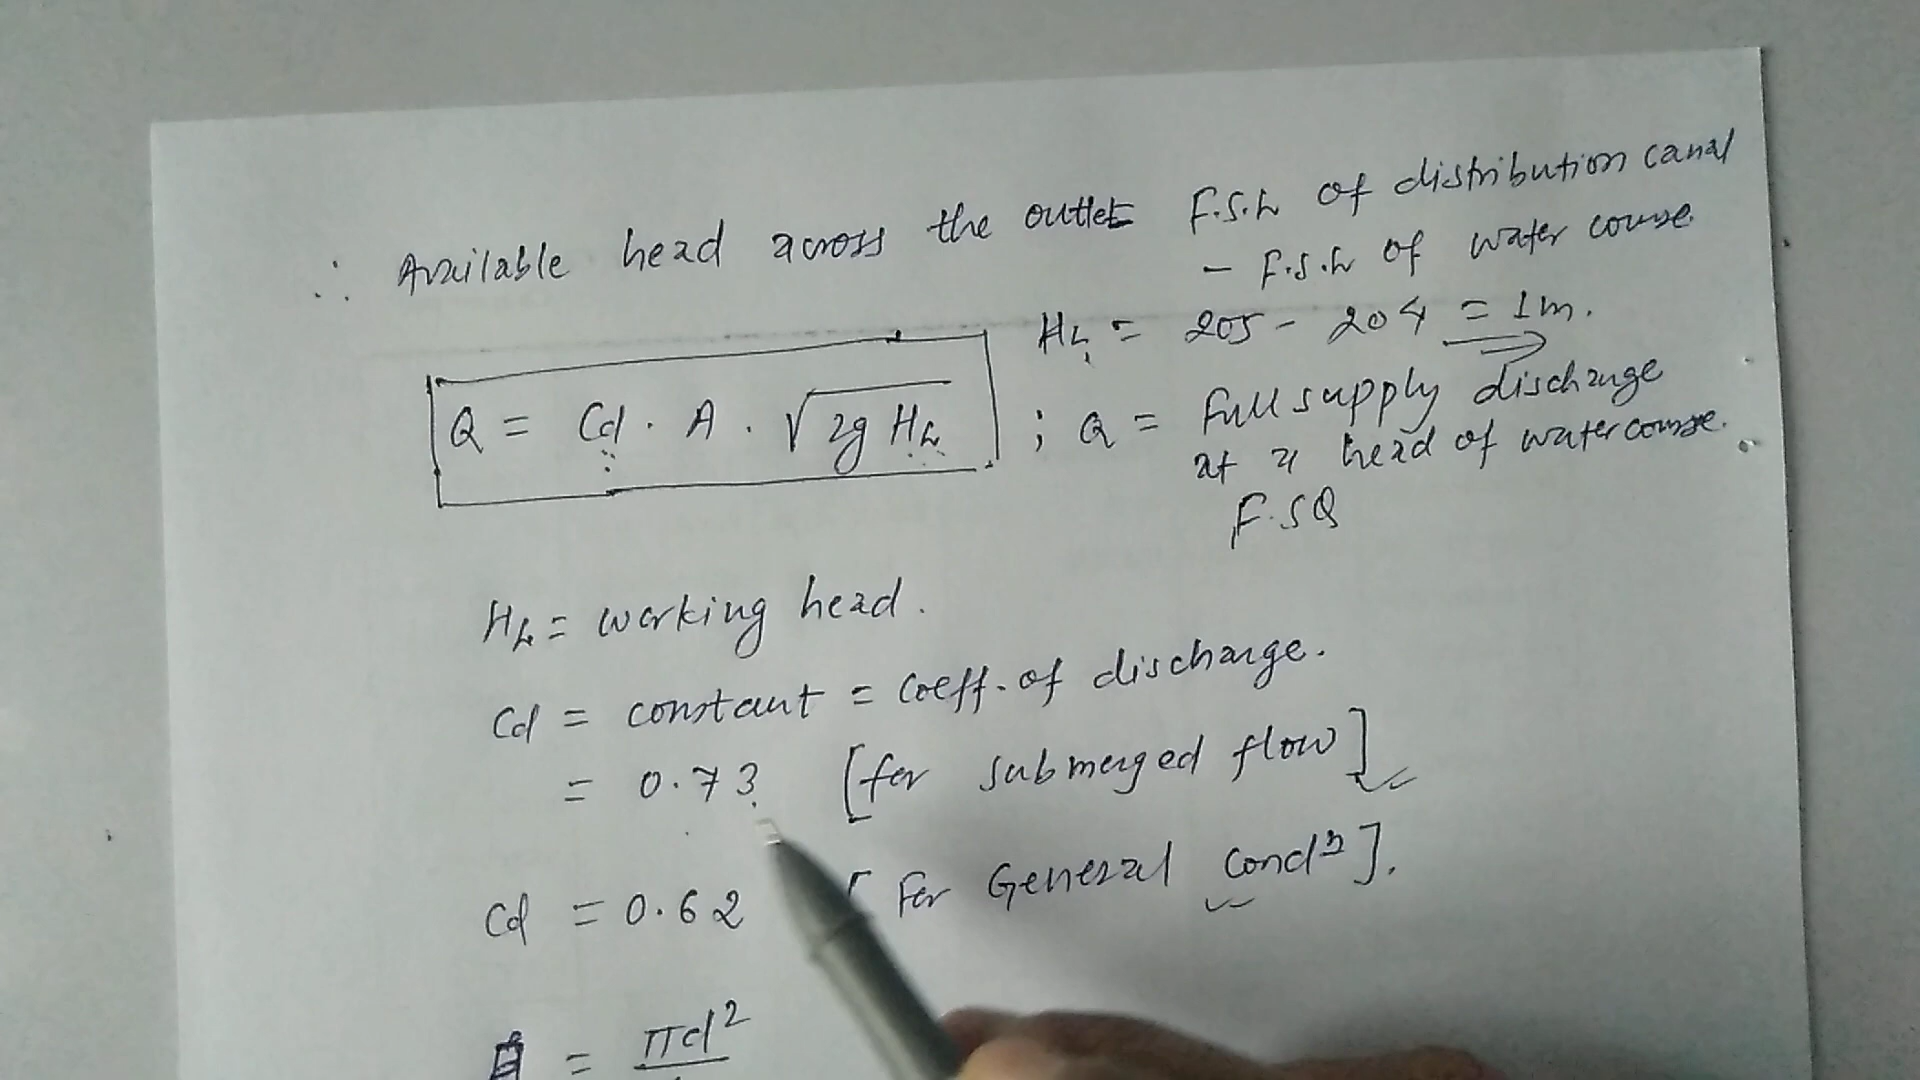 ∴ Available head across the outlet F.S.L of distribution canal
- F.S.L of water course
H_L = 205 - 204 = 1m.
Q = Cd . A . √2g H_L ; Q = Full supply discharge
at head of water course.
F.SQ
H_L = working head.
Cd = constant = coeff. of discharge.
= 0.73 [for submerged flow]
Cd = 0.62 [For General condⁿ].
= πd²